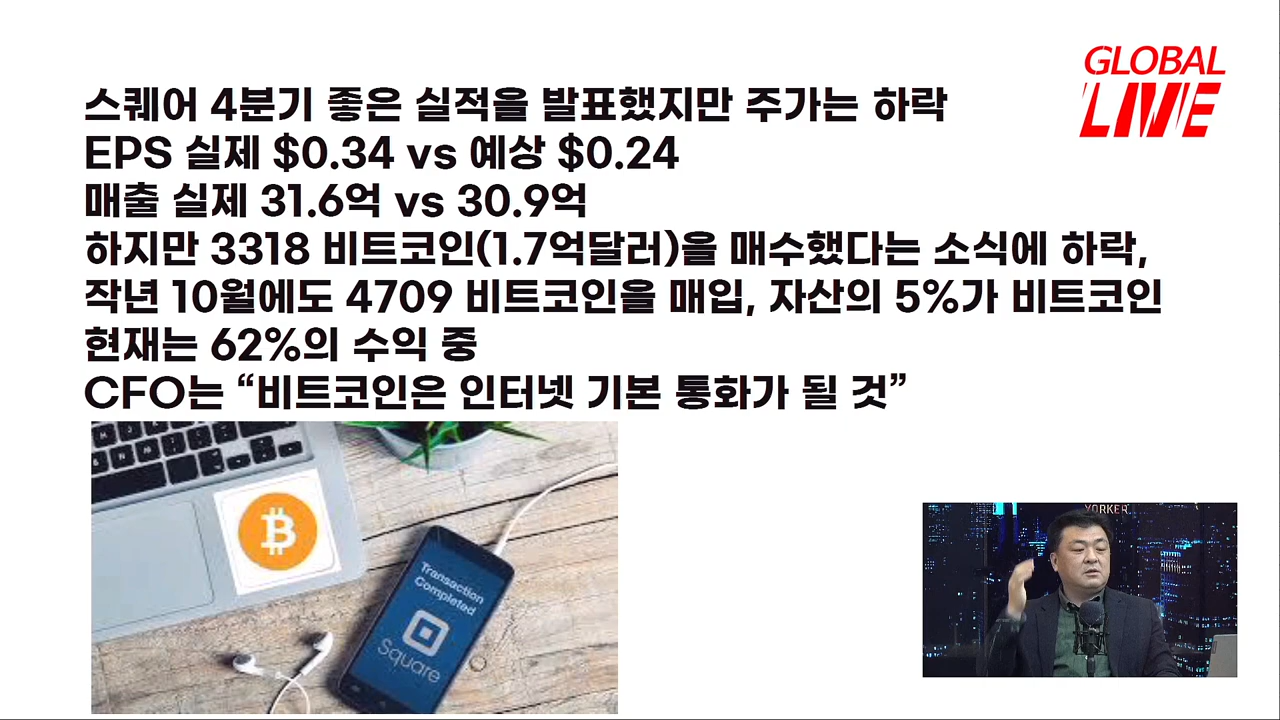 GLOBAL
LIVE
스퀘어 4분기 좋은 실적을 발표했지만 주가는 하락
EPS 실제 $0.34 vs 예상 $0.24
매출 실제 31.6억 vs 30.9억
하지만 3318 비트코인(1.7억달러)을 매수했다는 소식에 하락,
작년 10월에도 4709 비트코인을 매입, 자산의 5%가 비트코인
현재는 62%의 수익 중
CFO는 “비트코인은 인터넷 기본 통화가 될 것”
Transaction
Completed
Square
YORKER